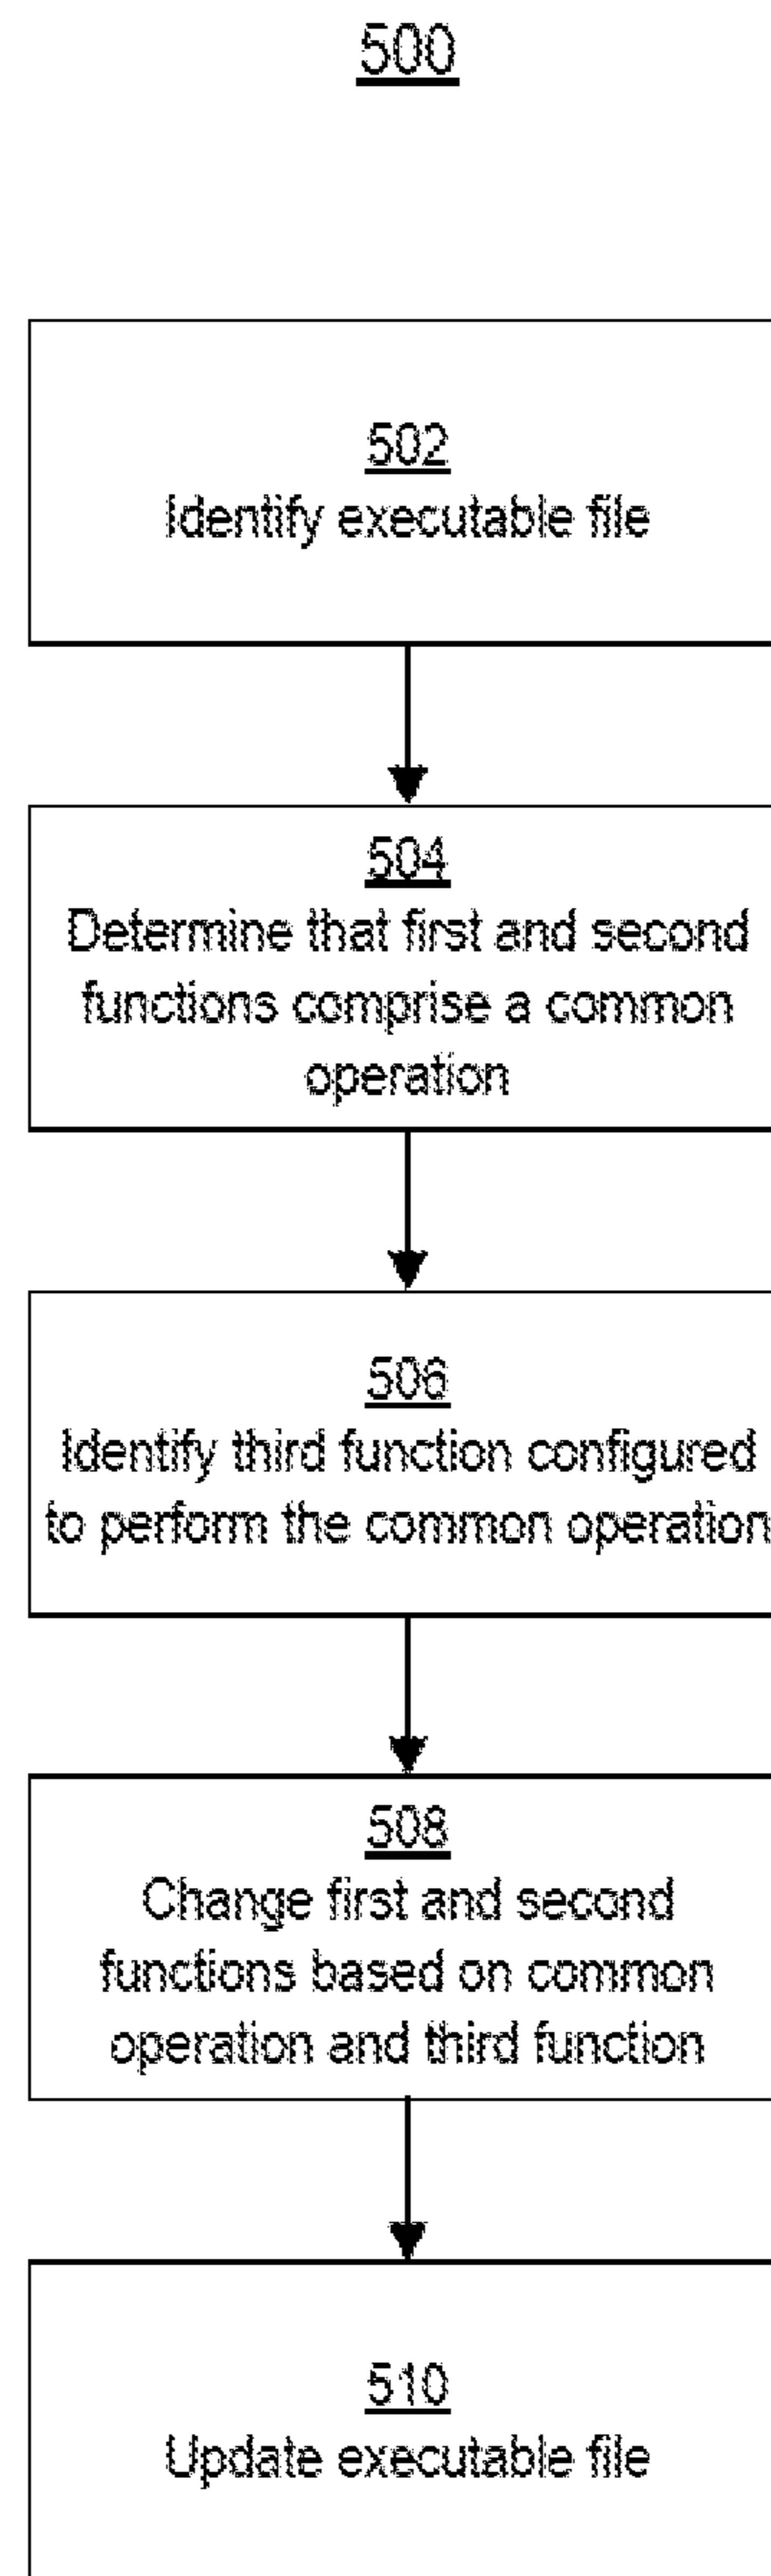 500
502
Identify executable file
504
Determine that first and second
functions comprise a common
operation
506
Identify third function configured
to perform the common operation
508
Change first and second
functions based on common
operation and third function
510
Update executable file